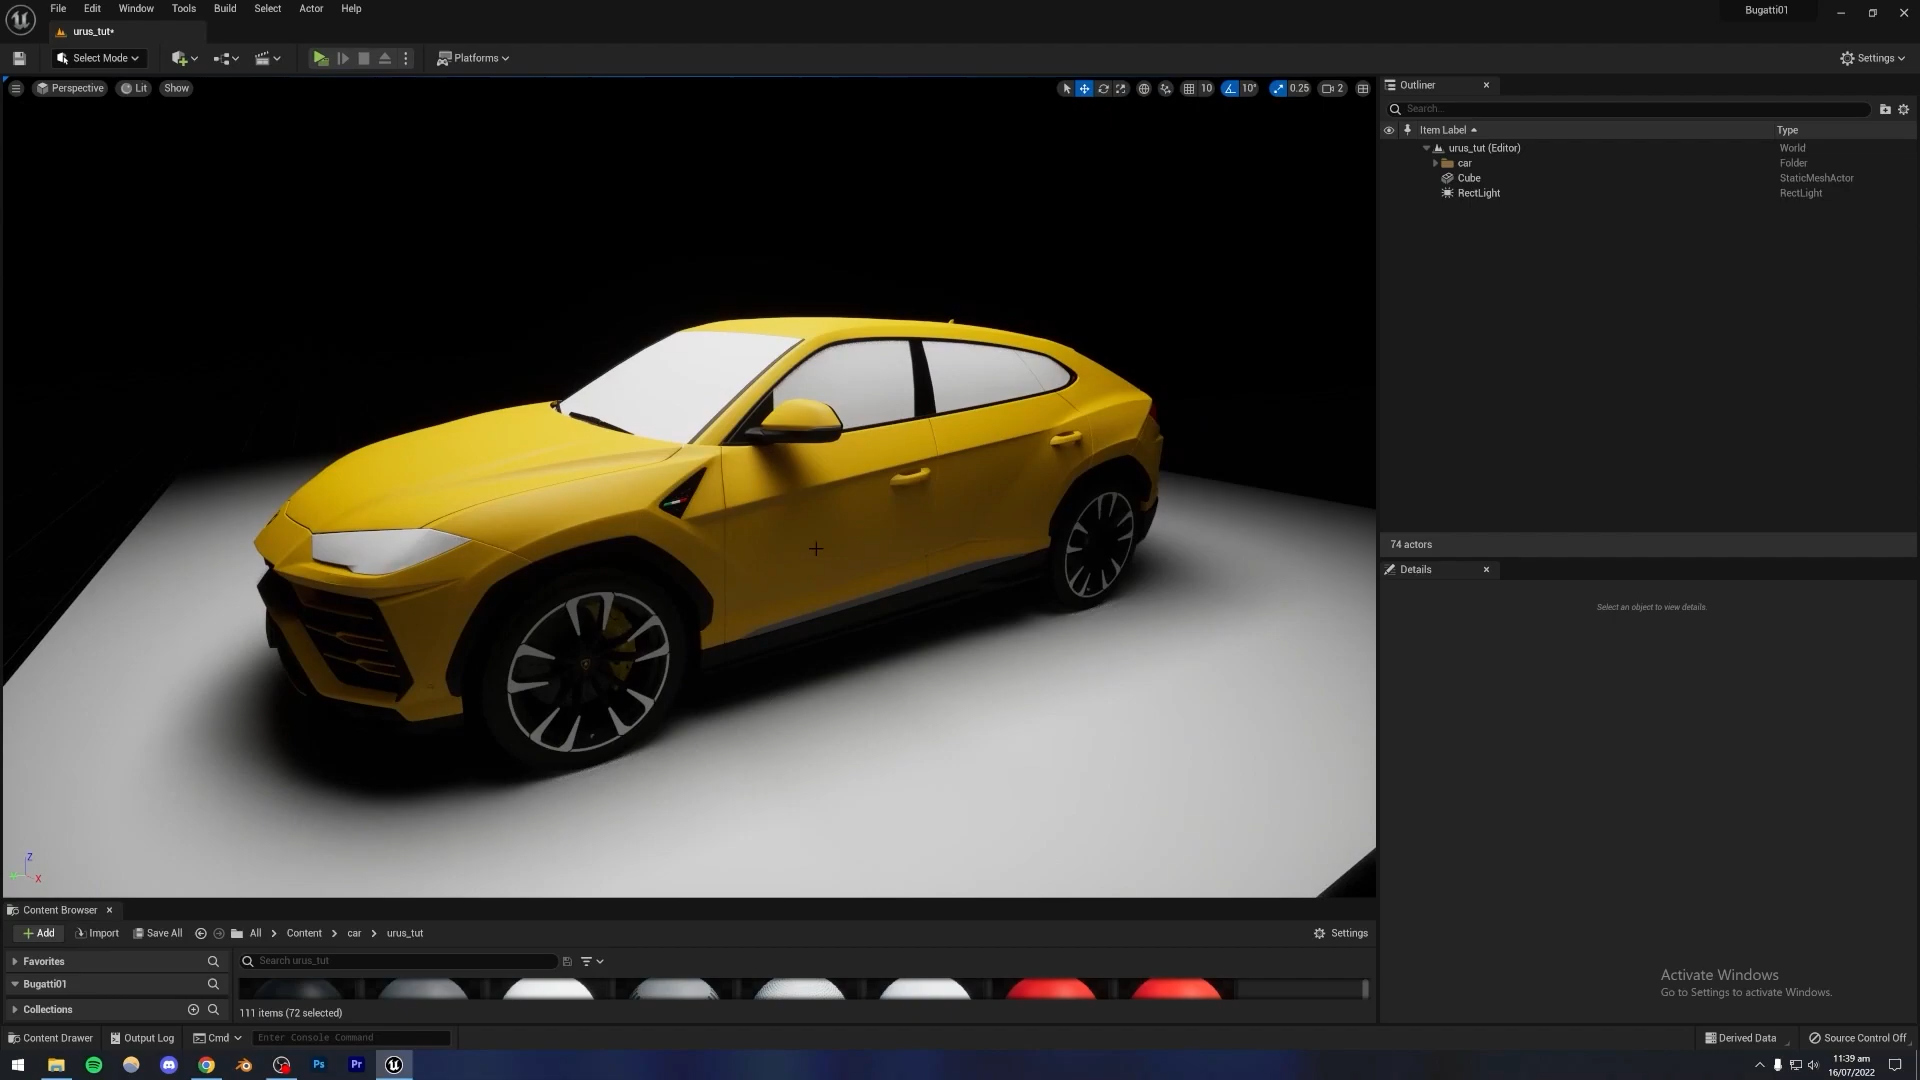 File Edit Window Tools Build Select Actor Help
Bugatti01
urus_tut*
Select Mode
Platforms
Settings
Perspective
Lit
Show
10
10°
0.25
2
Outliner
Search...
Item Label
Type
urus_tut (Editor)
World
car
Folder
Cube
StaticMeshActor
RectLight
RectLight
74 actors
Details
Select an object to view details
Z
X
Content Browser
Add
Import
Save All
All
Content
car
urus_tut
Settings
Favorites
Search urus_tut
Bugatti01
Collections
111 items (72 selected)
Activate Windows
Go to Settings to activate Windows.
Content Drawer
Output Log
Cmd
Enter Console Command
Derived Data
Source Control Off
Ps
Pr
11:39 am
16/07/2022